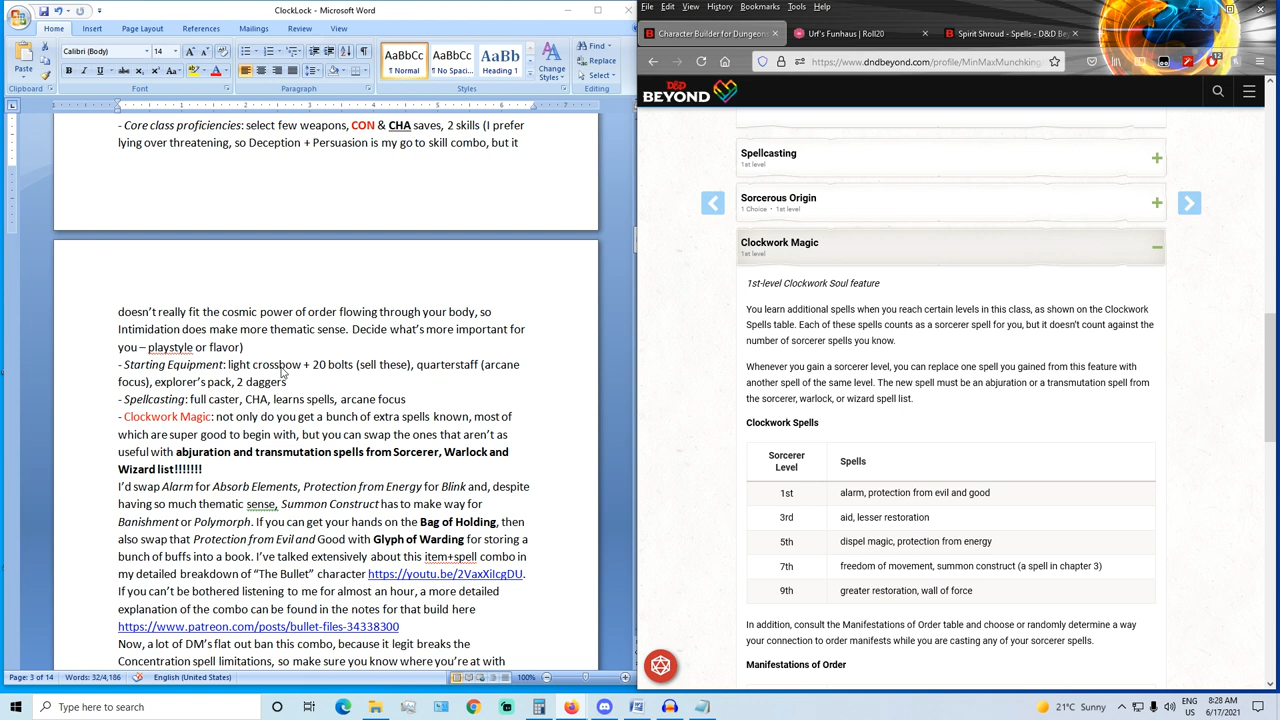 ClockLock - Microsoft Word
Home Insert Page Layout References Mailings Review View
Paste
Calibri (Body) 14
AaBbCc AaBbCc AaBb
¶ Normal ¶ No Spaci... Heading 1
Change Styles
Find
Replace
Select
Clipboard Font Paragraph Styles Editing
- Core class proficiencies: select few weapons, CON & CHA saves, 2 skills (I prefer
lying over threatening, so Deception + Persuasion is my go to skill combo, but it
doesn't really fit the cosmic power of order flowing through your body, so
Intimidation does make more thematic sense. Decide what's more important for
you – playstyle or flavor)
- Starting Equipment: light crossbow + 20 bolts (sell these), quarterstaff (arcane
focus), explorer's pack, 2 daggers
- Spellcasting: full caster, CHA, learns spells, arcane focus
- Clockwork Magic: not only do you get a bunch of extra spells known, most of
which are super good to begin with, but you can swap the ones that aren't as
useful with abjuration and transmutation spells from Sorcerer, Warlock and
Wizard list!!!!!!!
I'd swap Alarm for Absorb Elements, Protection from Energy for Blink and, despite
having so much thematic sense, Summon Construct has to make way for
Banishment or Polymorph. If you can get your hands on the Bag of Holding, then
also swap that Protection from Evil and Good with Glyph of Warding for storing a
bunch of buffs into a book. I've talked extensively about this item+spell combo in
my detailed breakdown of "The Bullet" character https://youtu.be/2VaxXiIcgDU.
If you can't be bothered listening to me for almost an hour, a more detailed
explanation of the combo can be found in the notes for that build here
https://www.patreon.com/posts/bullet-files-34338300
Now, a lot of DM's flat out ban this combo, because it legit breaks the
Concentration spell limitations, so make sure you know where you're at with
Page: 3 of 14 Words: 32/4,186 English (United States) 100%
File Edit View History Bookmarks Tools Help
Character Builder for Dungeons Urf's Funhaus | Roll20 Spirit Shroud - Spells - D&D Be
https://www.dndbeyond.com/profile/MinMaxMunchking
D&D
BEYOND
Spellcasting
1st level
Sorcerous Origin
1 Choice • 1st level
Clockwork Magic
1st level
1st-level Clockwork Soul feature
You learn additional spells when you reach certain levels in this class, as shown on the Clockwork
Spells table. Each of these spells counts as a sorcerer spell for you, but it doesn't count against the
number of sorcerer spells you know.
Whenever you gain a sorcerer level, you can replace one spell you gained from this feature with
another spell of the same level. The new spell must be an abjuration or a transmutation spell from
the sorcerer, warlock, or wizard spell list.
Clockwork Spells
Sorcerer Level Spells
1st alarm, protection from evil and good
3rd aid, lesser restoration
5th dispel magic, protection from energy
7th freedom of movement, summon construct (a spell in chapter 3)
9th greater restoration, wall of force
In addition, consult the Manifestations of Order table and choose or randomly determine a way
your connection to order manifests while you are casting any of your sorcerer spells.
Manifestations of Order
Type here to search
21°C Sunny
ENG
US
8:28 AM
6/17/2021